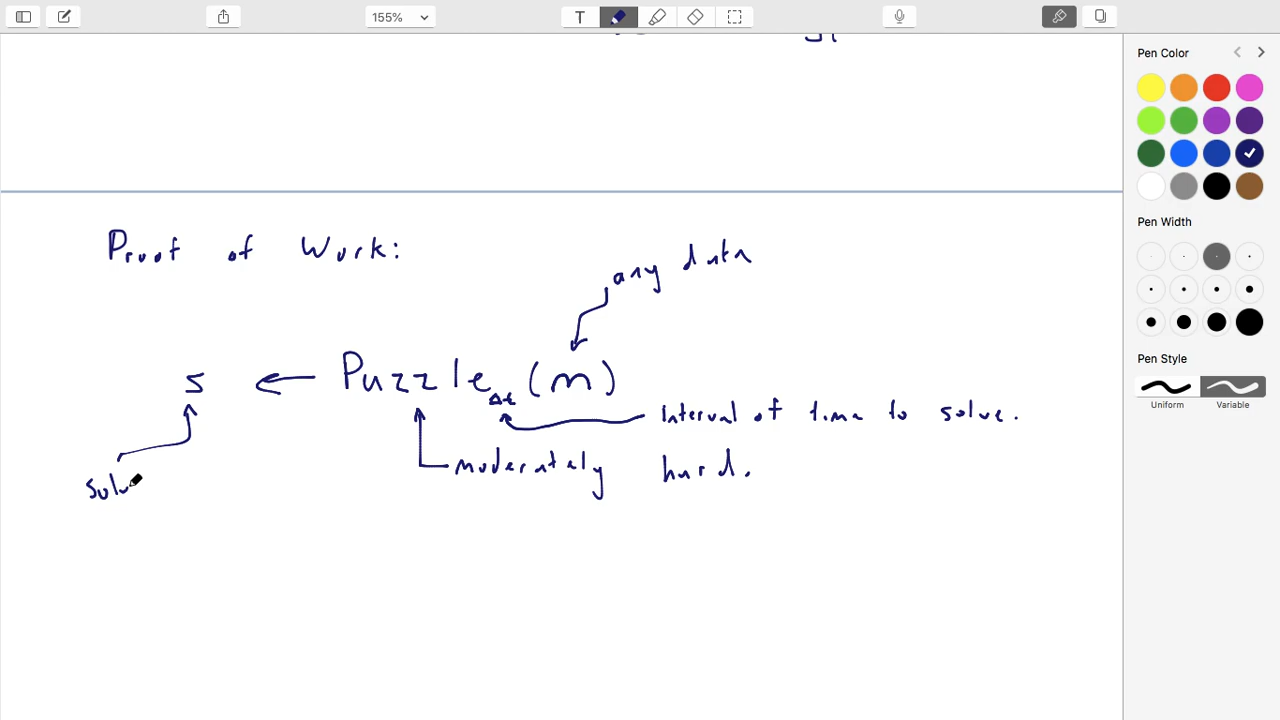 155%
T
Pen Color
Proof of Work:
any data
s ← Puzzle Δt (m)
Interval of time to solve.
moderately hard.
Solu
Pen Width
Pen Style
Uniform
Variable